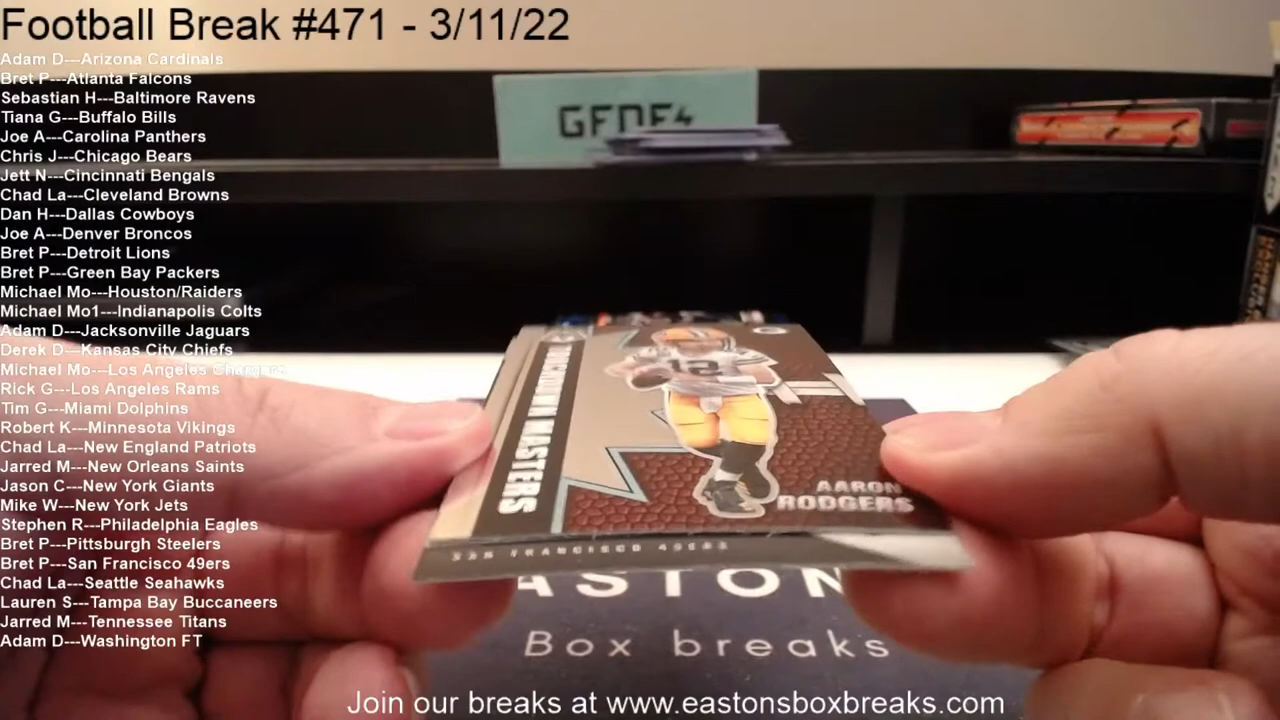 Football Break #471 - 3/11/22
Adam D---Arizona Cardinals
Bret P---Atlanta Falcons
Sebastian H---Baltimore Ravens
Tiana G---Buffalo Bills
Joe A---Carolina Panthers
Chris J---Chicago Bears
Jett N---Cincinnati Bengals
Chad La---Cleveland Browns
Dan H---Dallas Cowboys
Joe A---Denver Broncos
Bret P---Detroit Lions
Bret P---Green Bay Packers
Michael Mo---Houston/Raiders
Michael Mo1---Indianapolis Colts
Adam D---Jacksonville Jaguars
Derek D---Kansas City Chiefs
Michael Mo---Los Angeles Chargers
Rick G---Los Angeles Rams
Tim G---Miami Dolphins
Robert K---Minnesota Vikings
Chad La---New England Patriots
Jarred M---New Orleans Saints
Jason C---New York Giants
Mike W---New York Jets
Stephen R---Philadelphia Eagles
Bret P---Pittsburgh Steelers
Bret P---San Francisco 49ers
Chad La---Seattle Seahawks
Lauren S---Tampa Bay Buccaneers
Jarred M---Tennessee Titans
Adam D---Washington FT
12
TOUCHDOWN MASTERS
AARON
RODGERS
SAN FRANCISCO 49ERS
EASTON
Box breaks
Join our breaks at www.eastonsboxbreaks.com